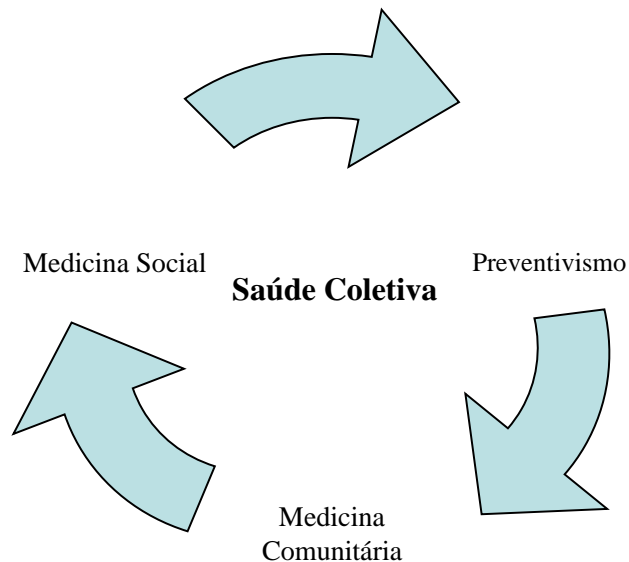 Medicina Social
Preventivismo
Saúde Coletiva
Medicina
Comunitária